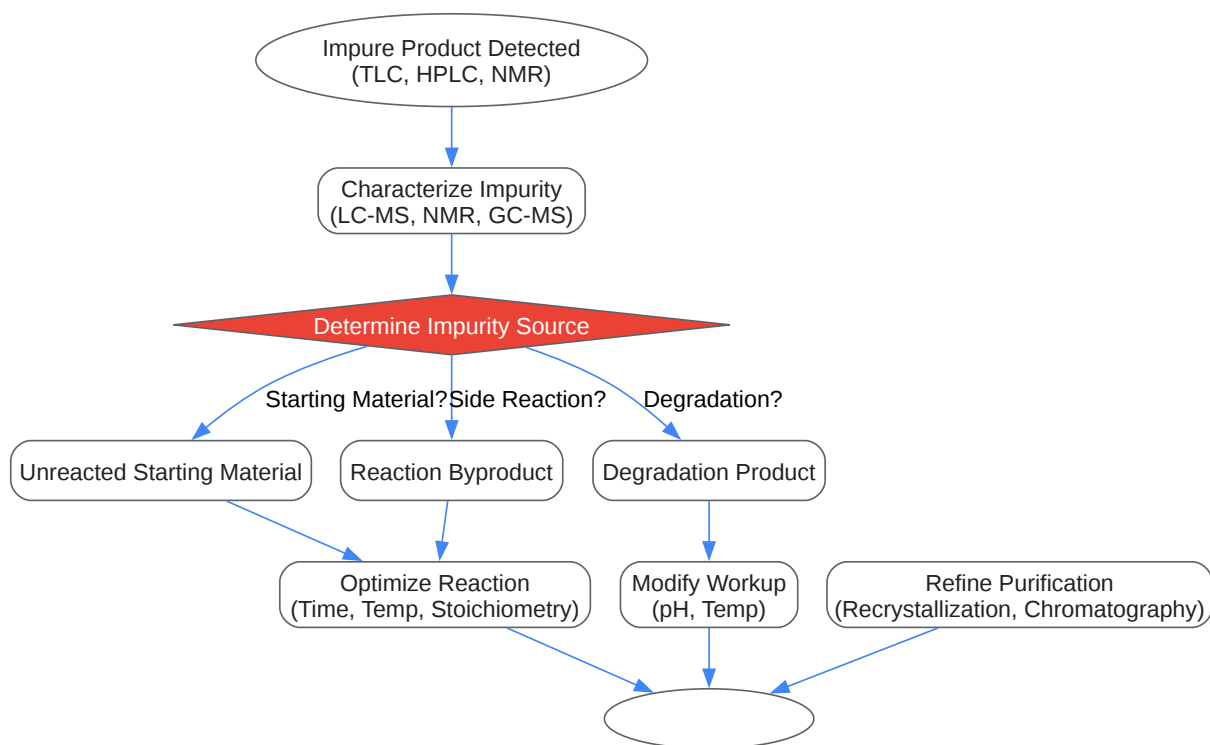 Impure Product Detected
(TLC, HPLC, NMR)
Characterize Impurity
(LC-MS, NMR, GC-MS)
Determine Impurity Source
Starting Material?
Side Reaction?
Degradation?
Unreacted Starting Material
Reaction Byproduct
Degradation Product
Optimize Reaction
(Time, Temp, Stoichiometry)
Modify Workup
(pH, Temp)
Refine Purification
(Recrystallization, Chromatography)